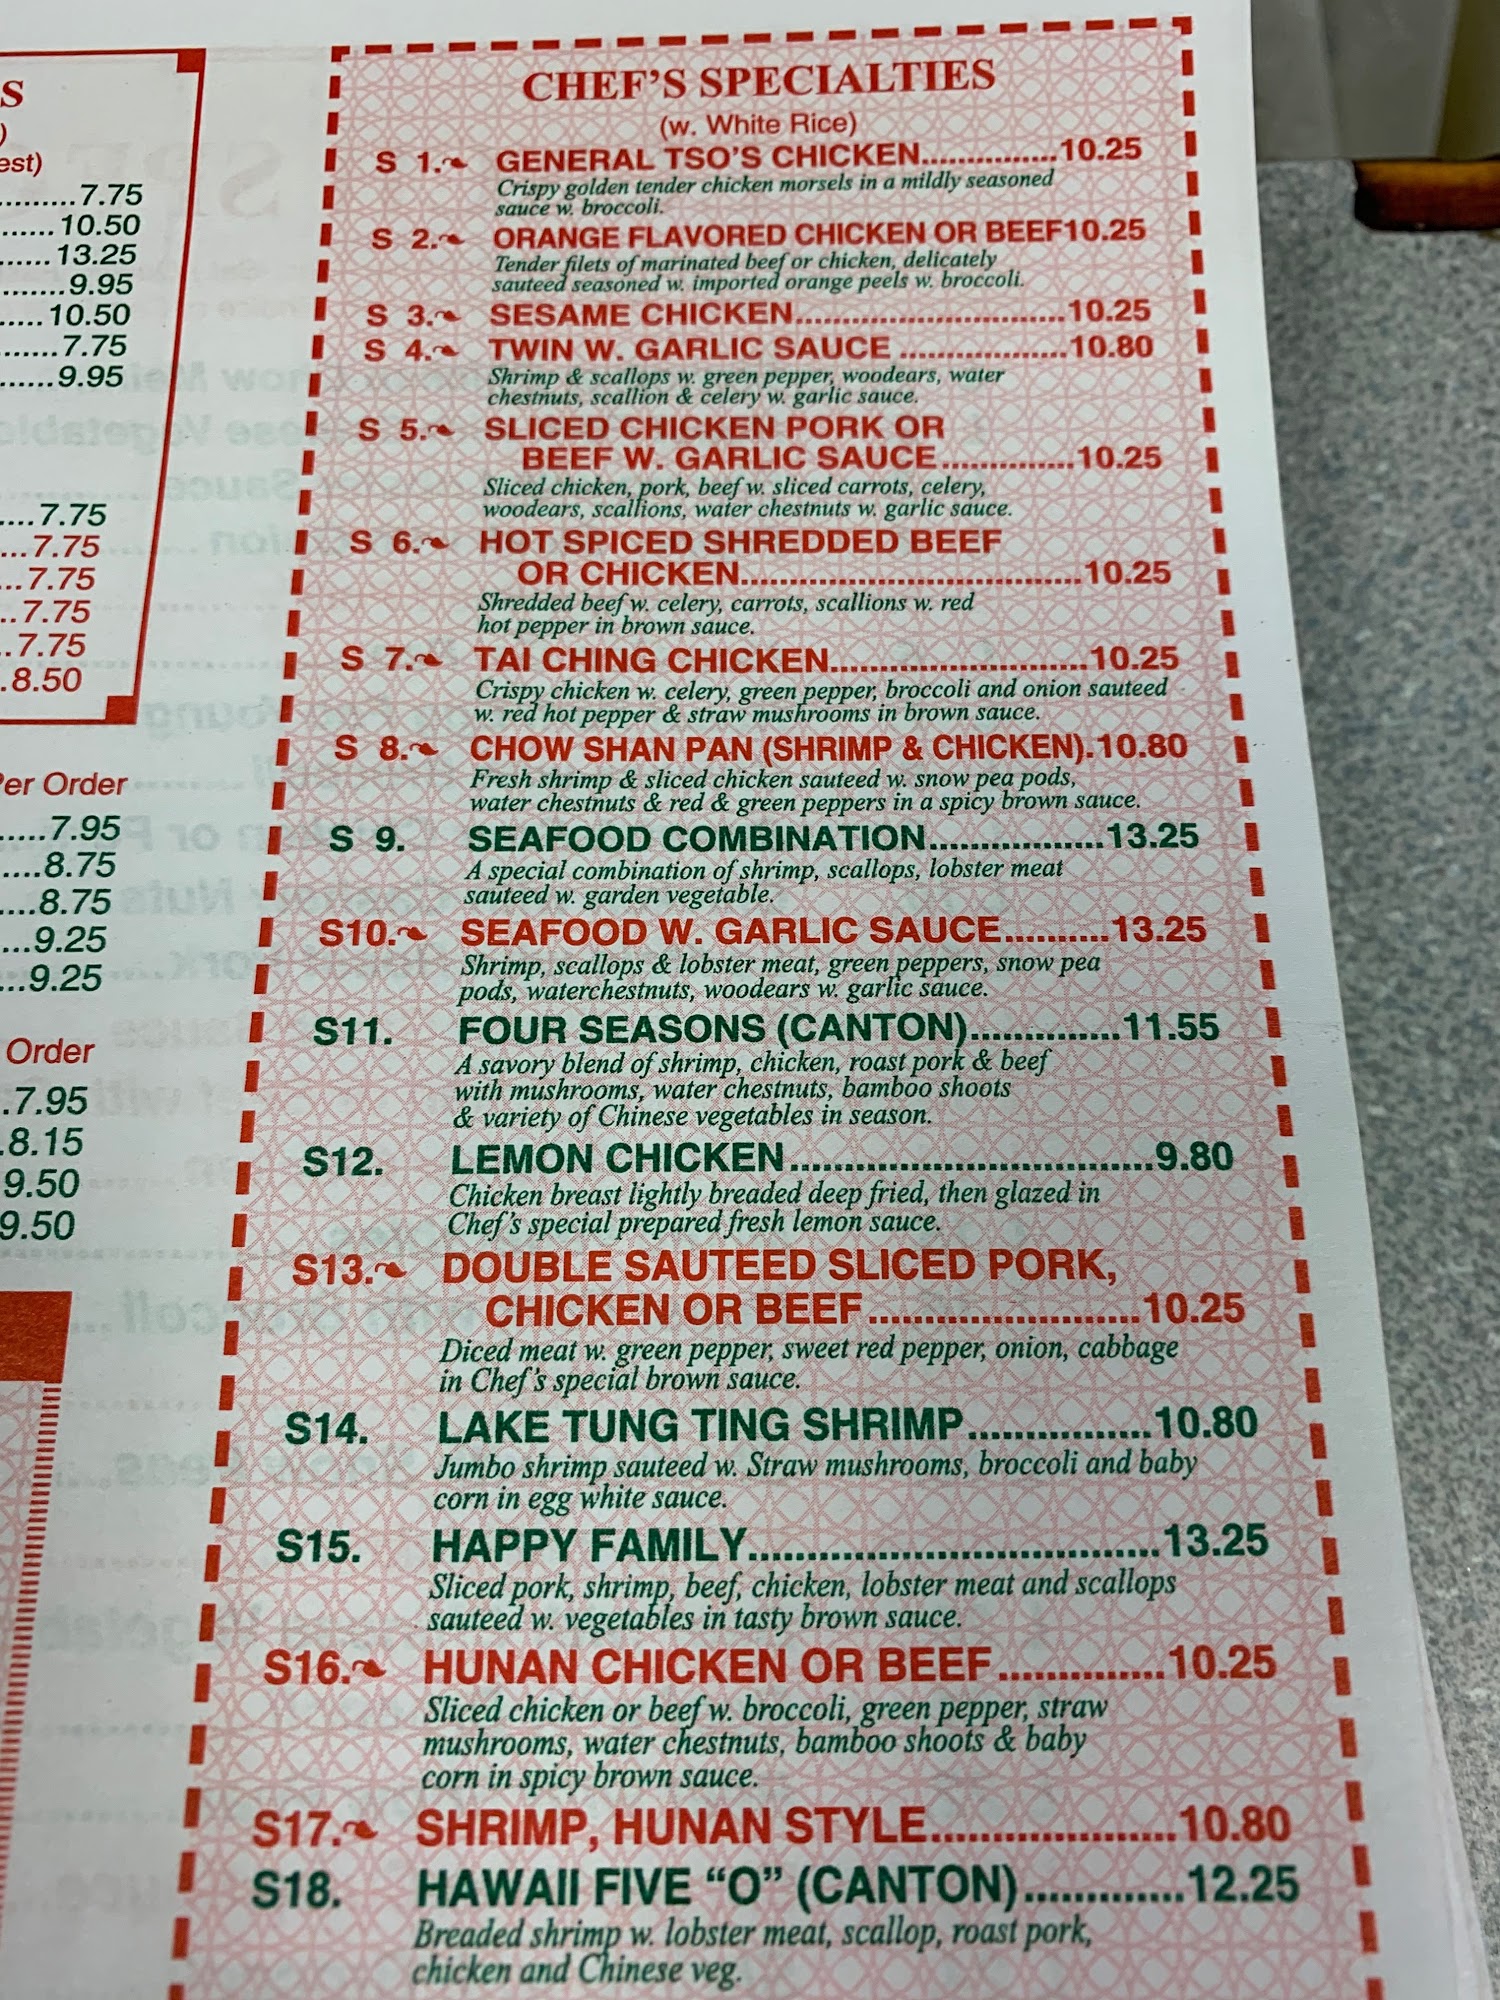 S
)
est)
.........7.75
......10.50
.....13.25
.......9.95
.....10.50
.......7.75
......9.95
....7.75
...7.75
...7.75
..7.75
..7.75
.8.50
Per Order
.....7.95
....8.75
....8.75
...9.25
...9.25
Order
.7.95
.8.15
9.50
9.50
CHEF'S SPECIALTIES
(w. White Rice)
S 1. GENERAL TSO'S CHICKEN...............10.25
Crispy golden tender chicken morsels in a mildly seasoned
sauce w. broccoli.
S 2. ORANGE FLAVORED CHICKEN OR BEEF10.25
Tender filets of marinated beef or chicken, delicately
sauteed seasoned w. imported orange peels w. broccoli.
S 3. SESAME CHICKEN..............................10.25
S 4. TWIN W. GARLIC SAUCE ..................10.80
Shrimp & scallops w. green pepper, woodears, water
chestnuts, scallion & celery w. garlic sauce.
S 5. SLICED CHICKEN PORK OR
BEEF W. GARLIC SAUCE..............10.25
Sliced chicken, pork, beef w. sliced carrots, celery,
woodears, scallions, water chestnuts w. garlic sauce.
S 6. HOT SPICED SHREDDED BEEF
OR CHICKEN....................................10.25
Shredded beef w. celery, carrots, scallions w. red
hot pepper in brown sauce.
S 7. TAI CHING CHICKEN...........................10.25
Crispy chicken w. celery, green pepper, broccoli and onion sauteed
w. red hot pepper & straw mushrooms in brown sauce.
S 8. CHOW SHAN PAN (SHRIMP & CHICKEN).10.80
Fresh shrimp & sliced chicken sauteed w. snow pea pods,
water chestnuts & red & green peppers in a spicy brown sauce.
S 9. SEAFOOD COMBINATION.................13.25
A special combination of shrimp, scallops, lobster meat
sauteed w. garden vegetable.
S10. SEAFOOD W. GARLIC SAUCE..........13.25
Shrimp, scallops & lobster meat, green peppers, snow pea
pods, waterchestnuts, woodears w. garlic sauce.
S11. FOUR SEASONS (CANTON)..............11.55
A savory blend of shrimp, chicken, roast pork & beef
with mushrooms, water chestnuts, bamboo shoots
& variety of Chinese vegetables in season.
S12. LEMON CHICKEN.................................9.80
Chicken breast lightly breaded deep fried, then glazed in
Chef's special prepared fresh lemon sauce.
S13. DOUBLE SAUTEED SLICED PORK,
CHICKEN OR BEEF.........................10.25
Diced meat w. green pepper, sweet red pepper, onion, cabbage
in Chef's special brown sauce.
S14. LAKE TUNG TING SHRIMP.................10.80
Jumbo shrimp sauteed w. Straw mushrooms, broccoli and baby
corn in egg white sauce.
S15. HAPPY FAMILY....................................13.25
Sliced pork, shrimp, beef, chicken, lobster meat and scallops
sauteed w. vegetables in tasty brown sauce.
S16. HUNAN CHICKEN OR BEEF..............10.25
Sliced chicken or beef w. broccoli, green pepper, straw
mushrooms, water chestnuts, bamboo shoots & baby
corn in spicy brown sauce.
S17. SHRIMP, HUNAN STYLE.....................10.80
S18. HAWAII FIVE "O" (CANTON).............12.25
Breaded shrimp w. lobster meat, scallop, roast pork,
chicken and Chinese veg.